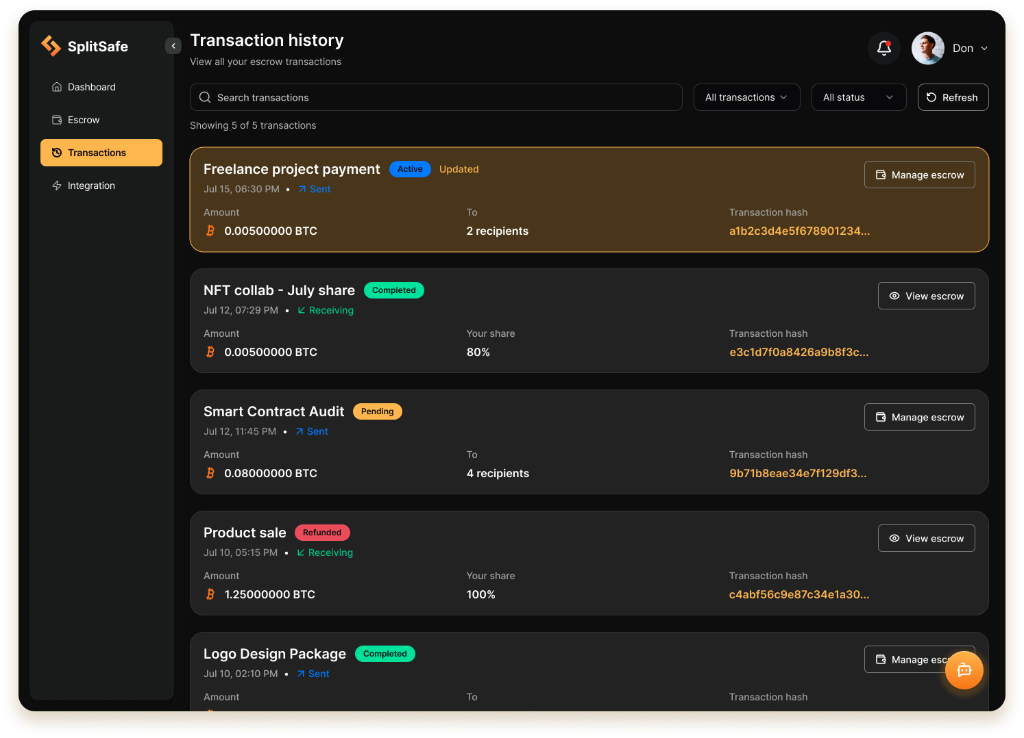 SplitSafe
Dashboard
Escrow
Transactions
Integration
Transaction history
View all your escrow transactions
Don
Search transactions
All transactions
All status
Refresh
Showing 5 of 5 transactions
Freelance project payment Active Updated
Manage escrow
Jul 15, 06:30 PM • Sent
Amount To Transaction hash
0.00500000 BTC 2 recipients a1b2c3d4e5f678901234...
NFT collab - July share Completed
View escrow
Jul 12, 07:29 PM • Receiving
Amount Your share Transaction hash
0.00500000 BTC 80% e3c1d7f0a8426a9b8f3c...
Smart Contract Audit Pending
Manage escrow
Jul 12, 11:45 PM • Sent
Amount To Transaction hash
0.08000000 BTC 4 recipients 9b71b8eae34e7f129df3...
Product sale Refunded
View escrow
Jul 10, 05:15 PM • Receiving
Amount Your share Transaction hash
1.25000000 BTC 100% c4abf56c9e87c34e1a30...
Logo Design Package Completed
Manage
Jul 10, 02:10 PM • Sent
Amount To Transaction hash